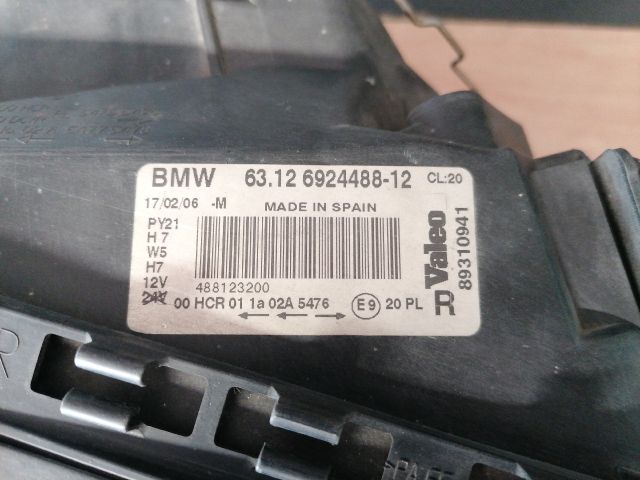 BMW 63.12 6924488-12 CL:20
17/02/06 -M MADE IN SPAIN
PY21
H 7
W5
H7
12V
24V
488123200
00 HCR 01 1a 02A 5476 E9 20 PL
R Valeo
89310941
R